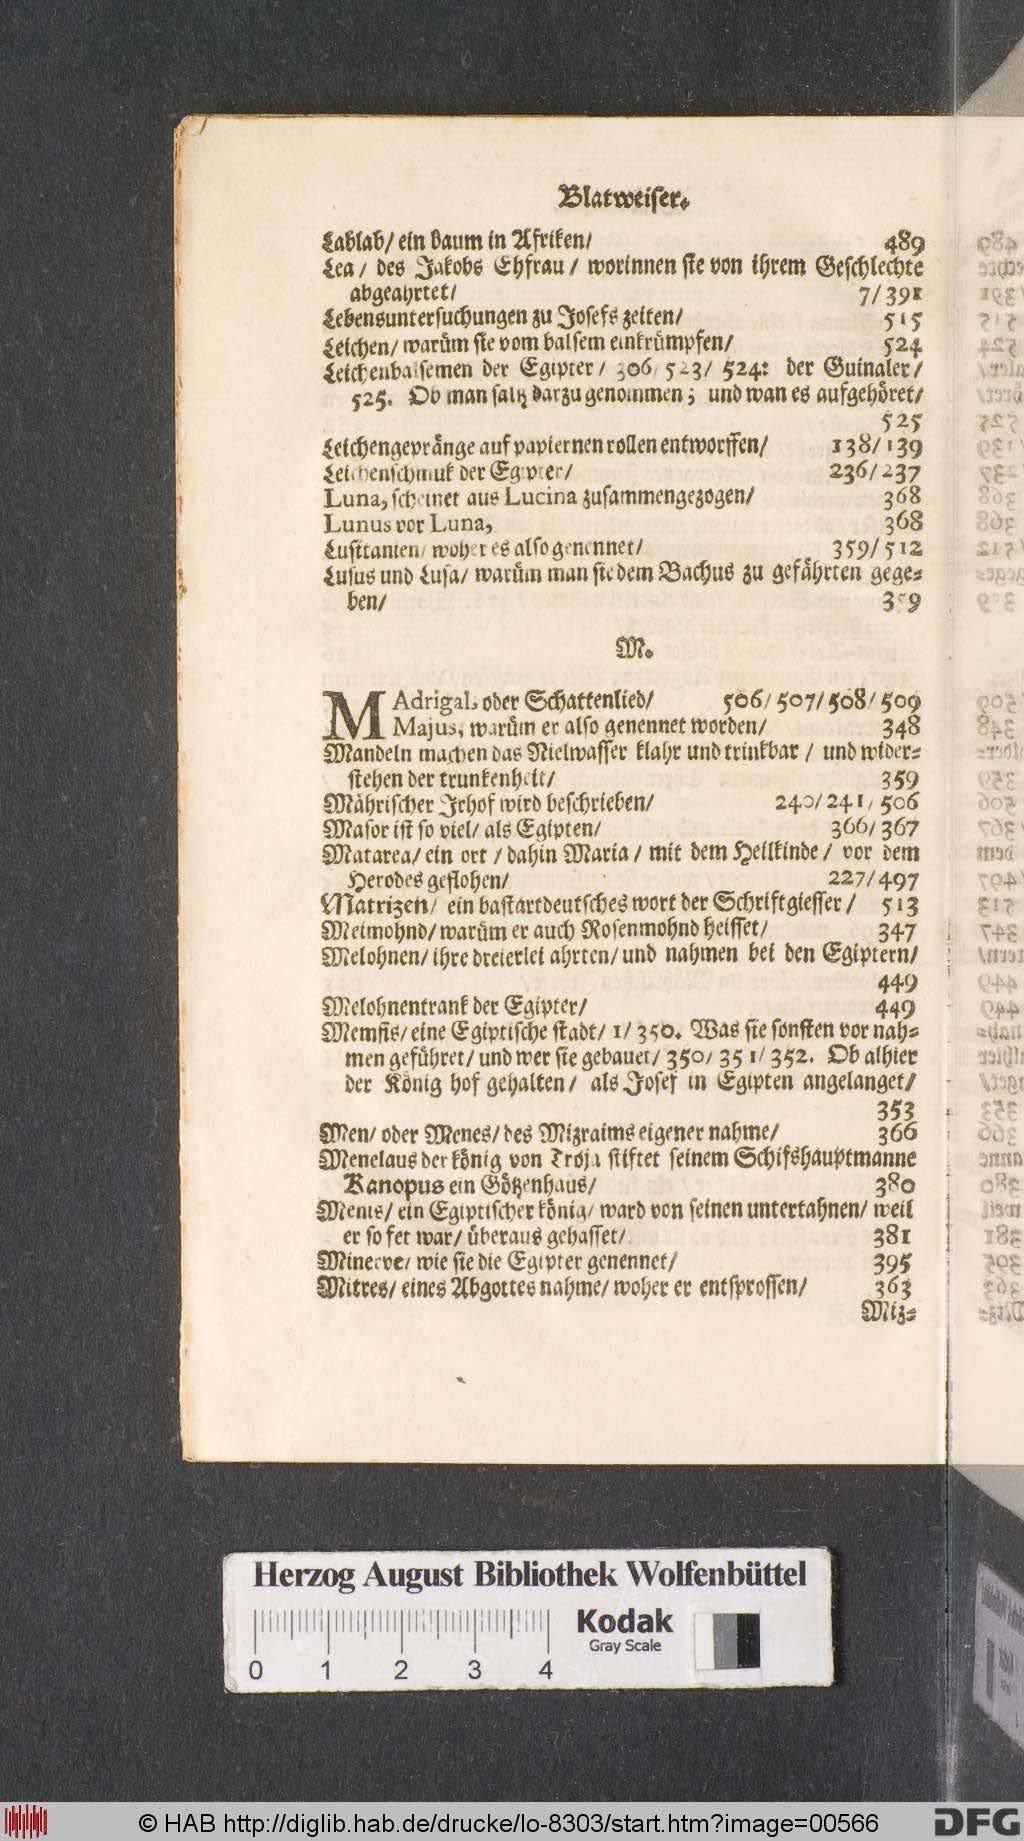 Blatweiser.
Lablab/ ein baum in Afriken/ 489
Lea/ des Jakobs Ehfrau/ worinnen sie von ihrem Geschlechte
abgeahrtet/ 7/391
Lebensuntersuchungen zu Josefs zeiten/ 515
Leichen/ warüm sie vom balsem einkrümpfen/ 524
Leichenbalsemen der Egipter/ 306/ 523/ 524: der Guinaler/
525. Ob man saltz darzu genommen; und wan es aufgehöret/
525
Leichengepränge auf papiernen rollen entworffen/ 138/139
Leichenschmuk der Egipter/ 236/237
Luna, scheinet aus Lucina zusammengezogen/ 368
Lunus vor Luna, 368
Lusitanien/ woher es also genennet/ 359/512
Lusus und Lusa/ warüm man sie dem Bachus zu gefährten gege=
ben/ 359
M.
MAdrigal, oder Schattenlied/ 506/507/508/509
Majus, warüm er also genennet worden/ 348
Mandeln machen das Nielwasser klahr und trinkbar/ und wider=
stehen der trunkenheit/ 359
Mährischer Irhof wird beschrieben/ 240/241/506
Masor ist so viel/ als Egipten/ 366/367
Matarea/ ein ort/ dahin Maria/ mit dem Heilkinde/ vor dem
Herodes geflohen/ 227/497
Matrizen/ ein bastartdeutsches wort der Schriftgiesser/ 513
Meimohnd/ warüm er auch Rosenmohnd heisset/ 347
Melohnen/ ihre dreierlei ahrten/ und nahmen bei den Egiptern/
449
Melohnentrank der Egipter/ 449
Memfis/ eine Egiptische stadt/ 1/350. Was sie sonsten vor nah=
men geführet/ und wer sie gebauet/ 350/351/352. Ob alhier
der König hof gehalten/ als Josef in Egipten angelanget/
353
Men/ oder Menes/ des Mizraims eigener nahme/ 366
Menelaus der könig von Troja stiftet seinem Schifshauptmanne
Kanopus ein Götzenhaus/ 380
Menis/ ein Egiptischer könig/ ward von seinen untertahnen/ weil
er so fet war/ überaus gehasset/ 381
Minerve/ wie sie die Egipter genennet/ 395
Mitres/ eines Abgottes nahme/ woher er entsprossen/ 363
Miz=
Herzog August Bibliothek Wolfenbüttel
Kodak
Gray Scale
0 1 2 3 4
© HAB http://diglib.hab.de/drucke/lo-8303/start.htm?image=00566
DFG